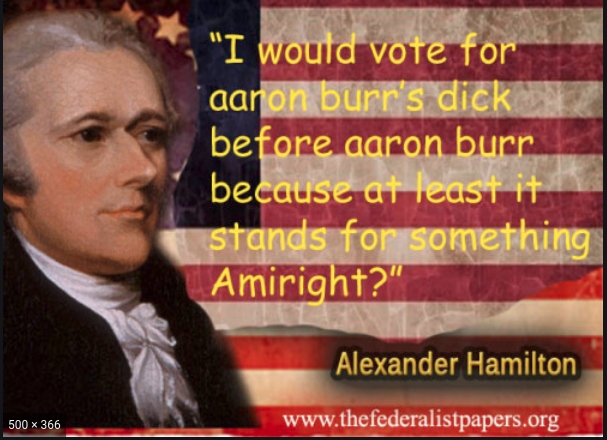 “I would vote for
aaron burr’s dick
before aaron burr
because at least it
stands for something
Amiright?”
Alexander Hamilton
www.thefederalistpapers.org
500 × 366